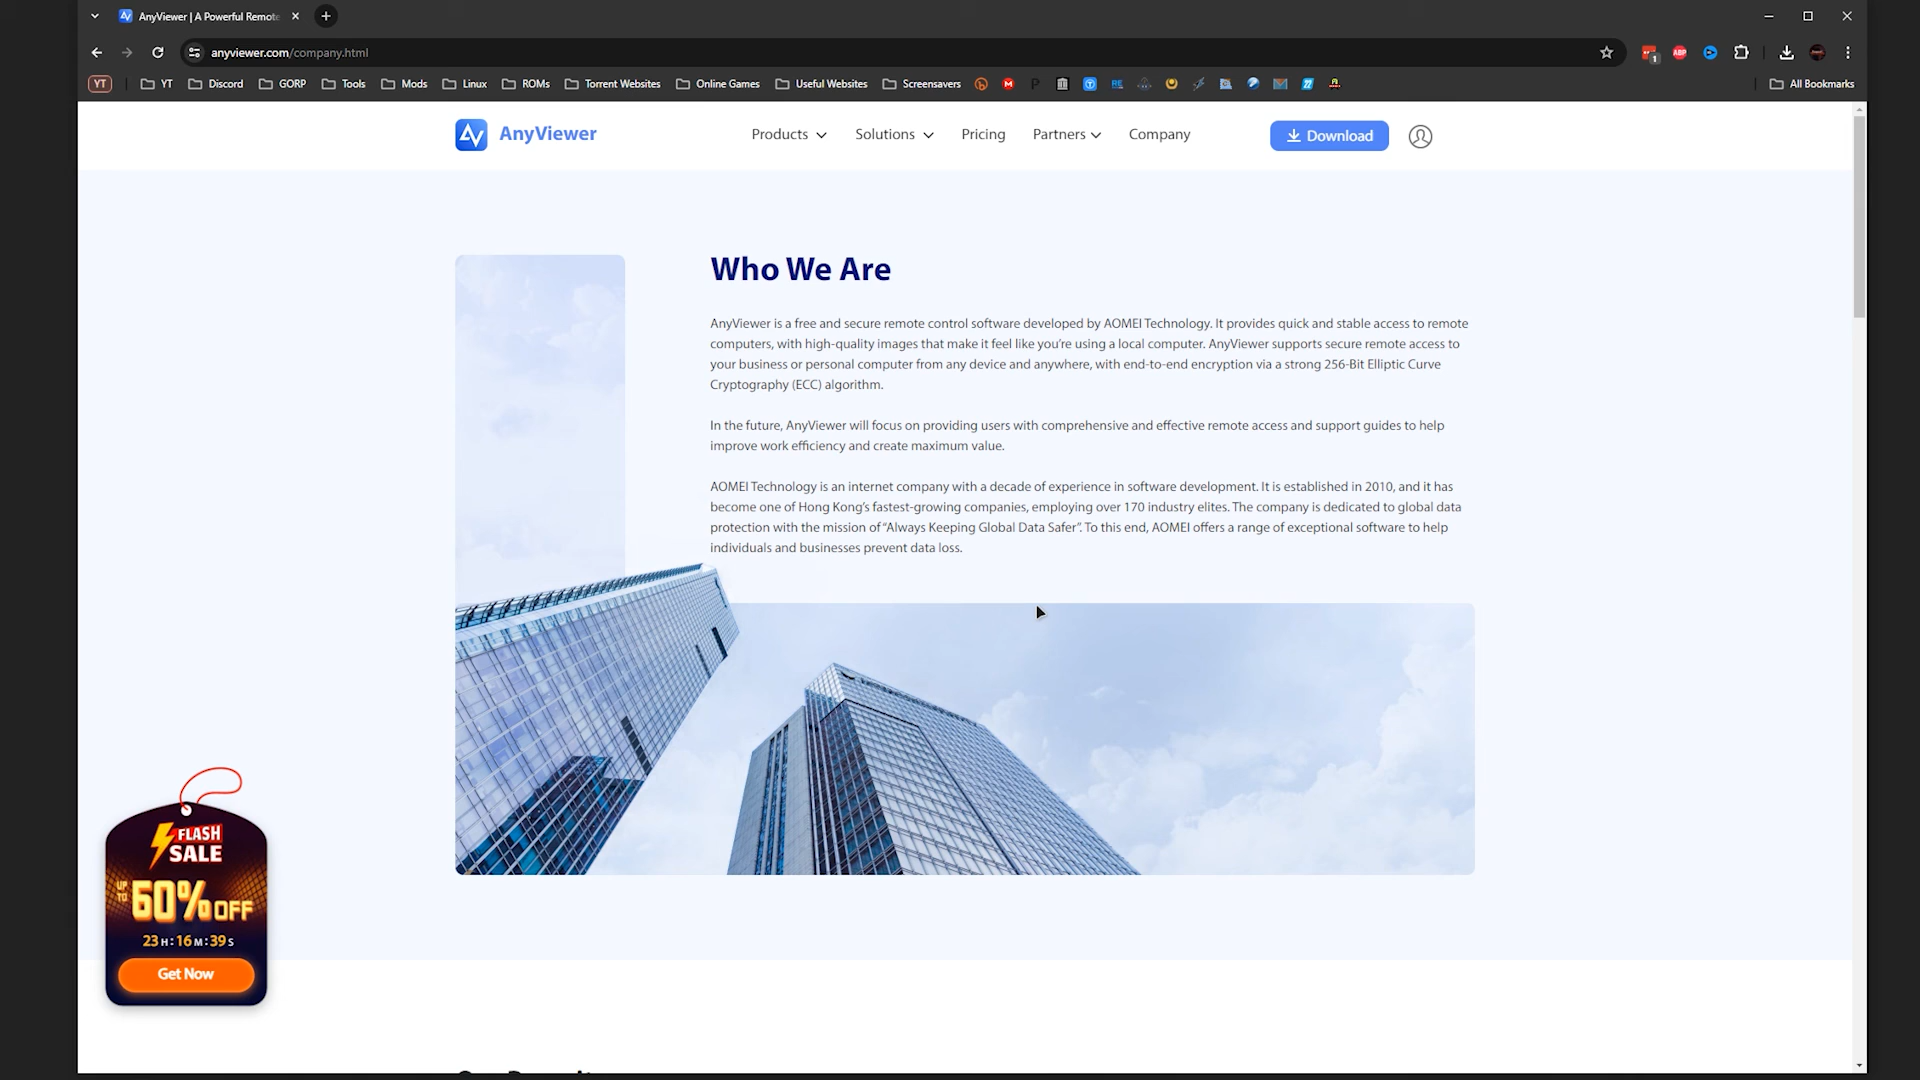 AnyViewer | A Powerful Remote
anyviewer.com/company.html
1
ABP
YT
YT
Discord
GORP
Tools
Mods
Linux
ROMs
Torrent Websites
Online Games
Useful Websites
Screensavers
All Bookmarks
AnyViewer
Products
Solutions
Pricing
Partners
Company
Download
Who We Are
AnyViewer is a free and secure remote control software developed by AOMEI Technology. It provides quick and stable access to remote
computers, with high-quality images that make it feel like you're using a local computer. AnyViewer supports secure remote access to
your business or personal computer from any device and anywhere, with end-to-end encryption via a strong 256-Bit Elliptic Curve
Cryptography (ECC) algorithm.
In the future, AnyViewer will focus on providing users with comprehensive and effective remote access and support guides to help
improve work efficiency and create maximum value.
AOMEI Technology is an internet company with a decade of experience in software development. It is established in 2010, and it has
become one of Hong Kong's fastest-growing companies, employing over 170 industry elites. The company is dedicated to global data
protection with the mission of “Always Keeping Global Data Safer”. To this end, AOMEI offers a range of exceptional software to help
individuals and businesses prevent data loss.
FLASH
SALE
UP TO 60% OFF
23 H : 16 M : 39 S
Get Now